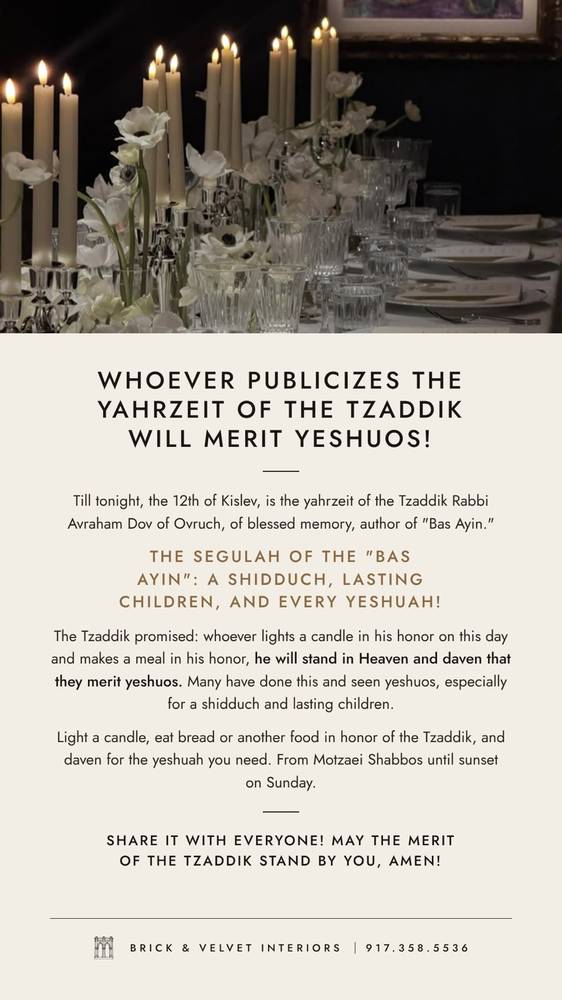 WHOEVER PUBLICIZES THE
YAHRZEIT OF THE TZADDIK
WILL MERIT YESHUOS!
Till tonight, the 12th of Kislev, is the yahrzeit of the Tzaddik Rabbi
Avraham Dov of Ovruch, of blessed memory, author of "Bas Ayin."
THE SEGULAH OF THE "BAS
AYIN": A SHIDDUCH, LASTING
CHILDREN, AND EVERY YESHUAH!
The Tzaddik promised: whoever lights a candle in his honor on this day
and makes a meal in his honor, he will stand in Heaven and daven that
they merit yeshuos. Many have done this and seen yeshuos, especially
for a shidduch and lasting children.
Light a candle, eat bread or another food in honor of the Tzaddik, and
daven for the yeshuah you need. From Motzaei Shabbos until sunset
on Sunday.
SHARE IT WITH EVERYONE! MAY THE MERIT
OF THE TZADDIK STAND BY YOU, AMEN!
BRICK & VELVET INTERIORS | 917.358.5536